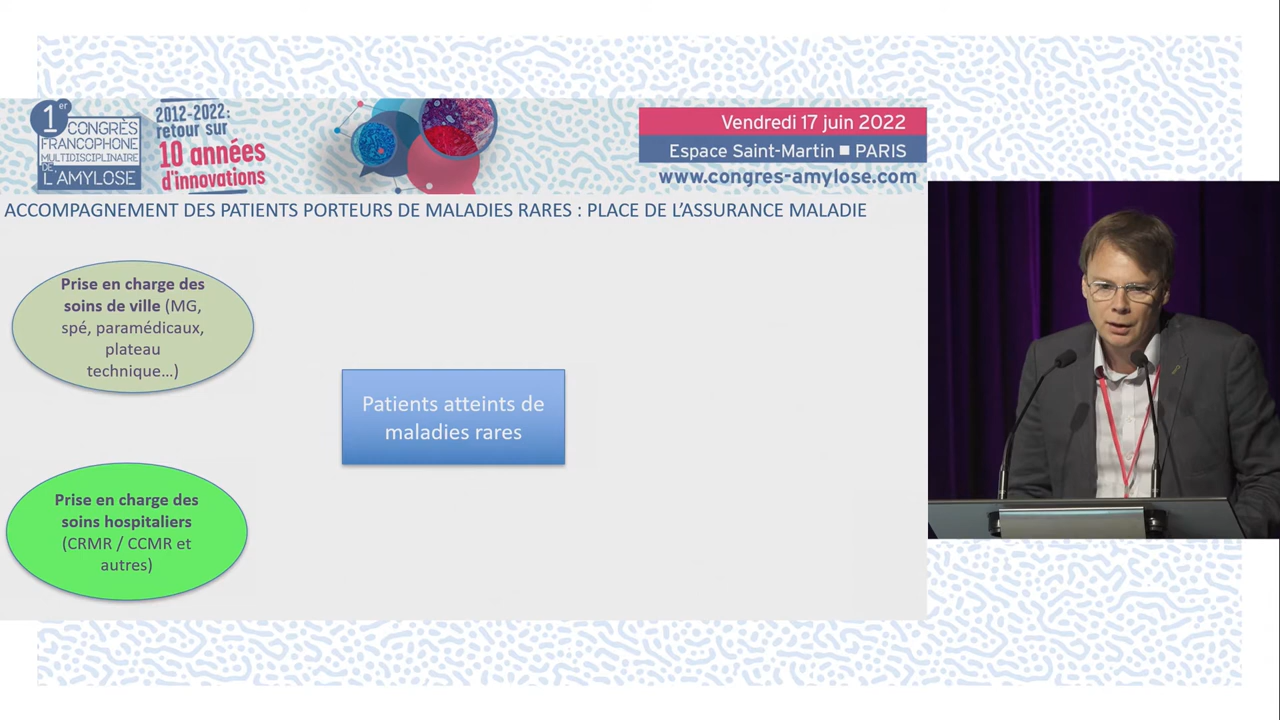 1er
CONGRÈS
FRANCOPHONE
MULTIDISCIPLINAIRE
DE
L'AMYLOSE
2012-2022:
retour sur
10 années
d'innovations
Vendredi 17 juin 2022
Espace Saint-Martin ■ PARIS
www.congres-amylose.com
ACCOMPAGNEMENT DES PATIENTS PORTEURS DE MALADIES RARES : PLACE DE L’ASSURANCE MALADIE
Prise en charge des
soins de ville (MG,
spé, paramédicaux,
plateau
technique…)
Patients atteints de
maladies rares
Prise en charge des
soins hospitaliers
(CRMR / CCMR et
autres)